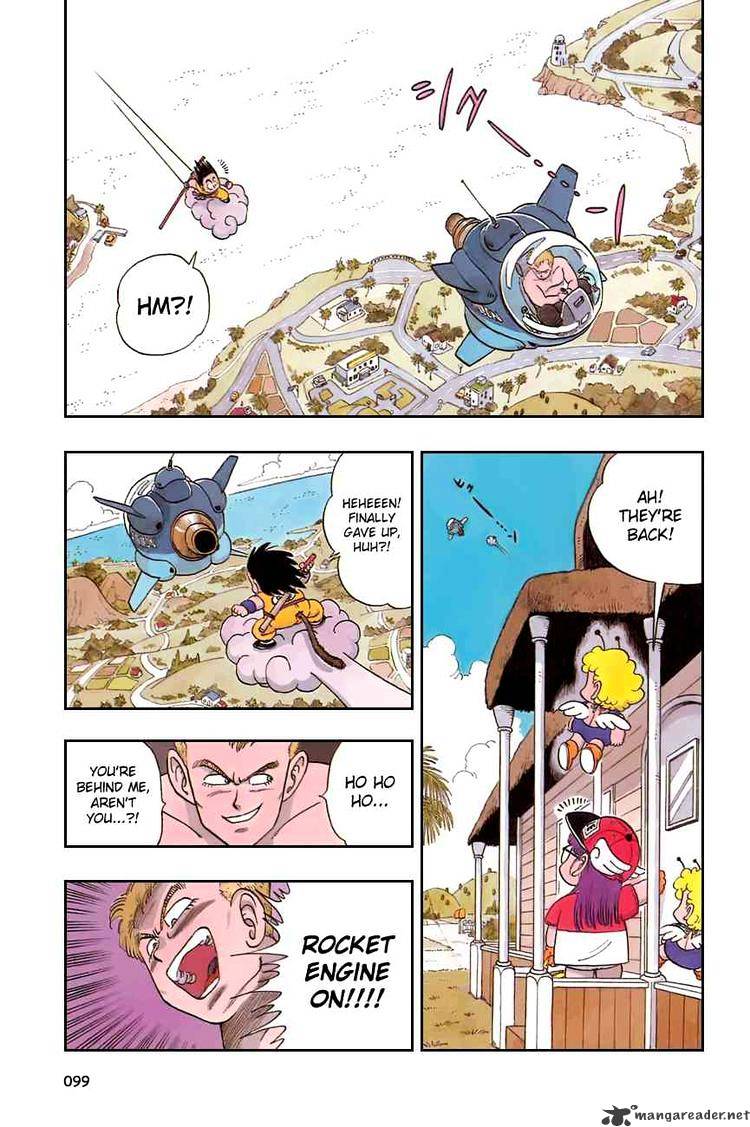 HM?!
AH!
THEY'RE
BACK!
HEHEEEN!
FINALLY
GAVE UP,
HUH?!
HO HO
HO...
YOU'RE
BEHIND ME,
AREN'T
YOU...?!
ROCKET
ENGINE
ON!!!!
099
mangareader.net